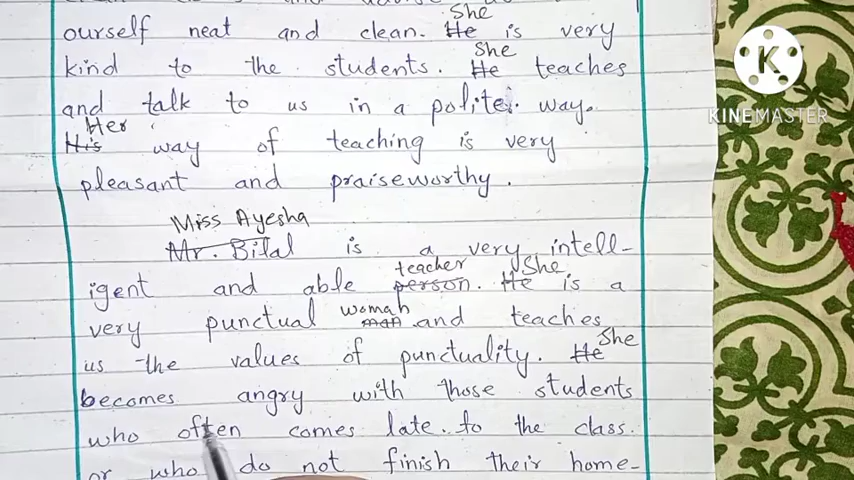 ourself neat and clean. He She is very
kind to the students. He She teaches
and talk to us in a polite way.
His Her way of teaching is very
pleasant and praiseworthy.
Miss Ayesha
Mr. Bilal is a very intell-
igent and able person. teacher He She is a
very punctual man woman and teaches
us the values of punctuality. He She
becomes angry with those students
who often comes late to the class.
or who do not finish their home-
KINEMASTER